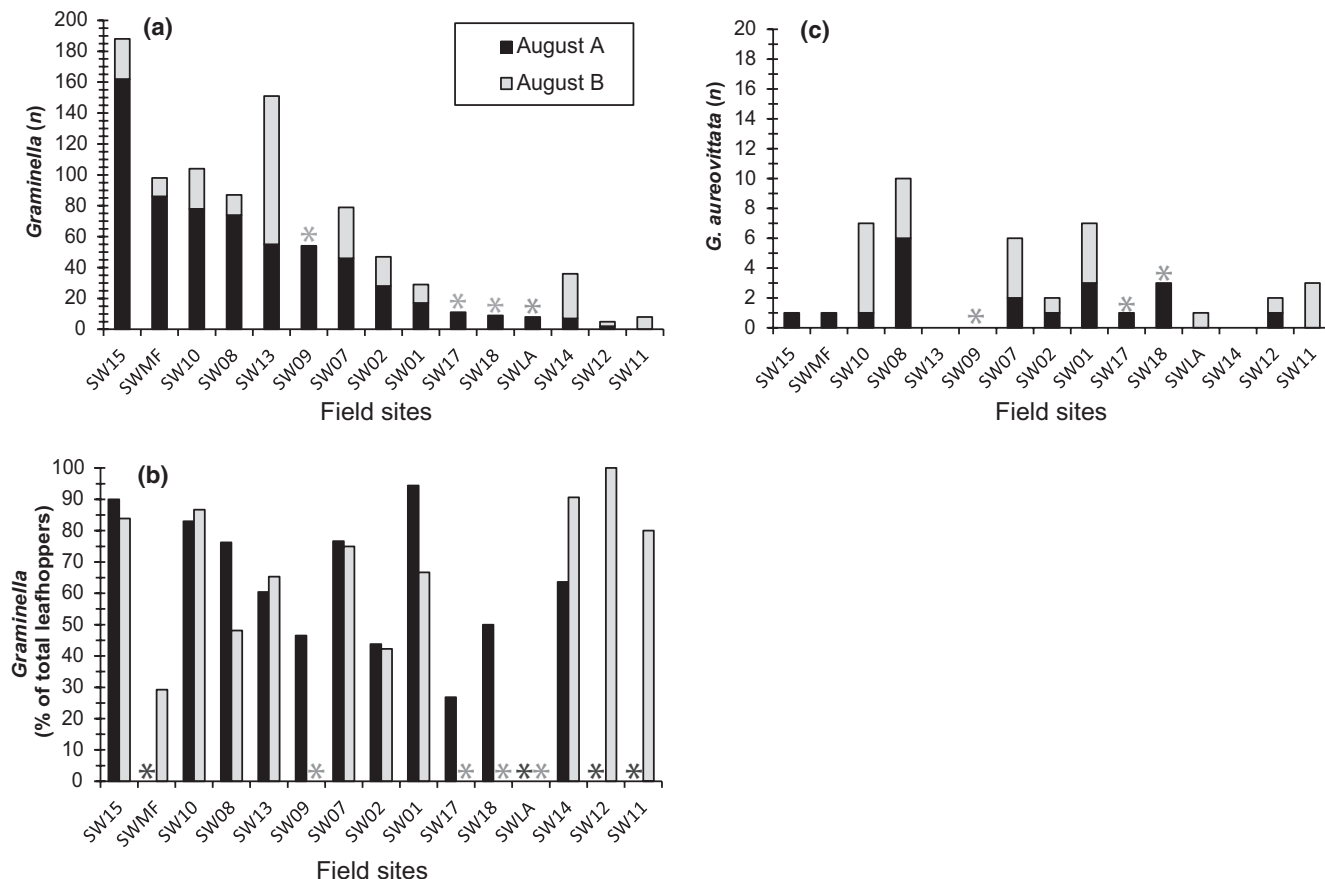 (a)
Graminella (n)
200
180
160
140
120
100
80
60
40
20
0
August A
August B
* * * *
SW15 SWMF SW10 SW08 SW13 SW09 SW07 SW02 SW01 SW17 SW18 SWLA SW14 SW12 SW11
Field sites
(c)
G. aureovittata (n)
20
18
16
14
12
10
8
6
4
2
0
* * *
SW15 SWMF SW10 SW08 SW13 SW09 SW07 SW02 SW01 SW17 SW18 SWLA SW14 SW12 SW11
Field sites
(b)
Graminella
(% of total leafhoppers)
100
90
80
70
60
50
40
30
20
10
0
* * * * * * * *
SW15 SWMF SW10 SW08 SW13 SW09 SW07 SW02 SW01 SW17 SW18 SWLA SW14 SW12 SW11
Field sites